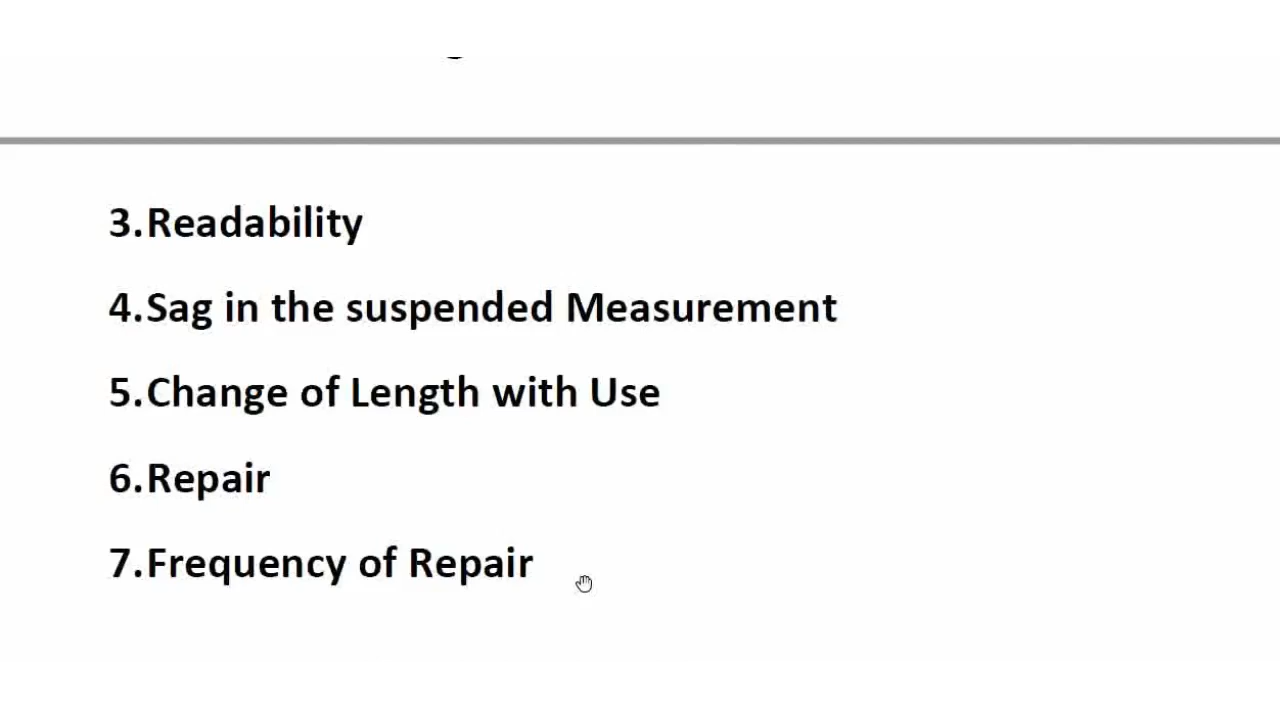 3.Readability
4.Sag in the suspended Measurement
5.Change of Length with Use
6.Repair
7.Frequency of Repair